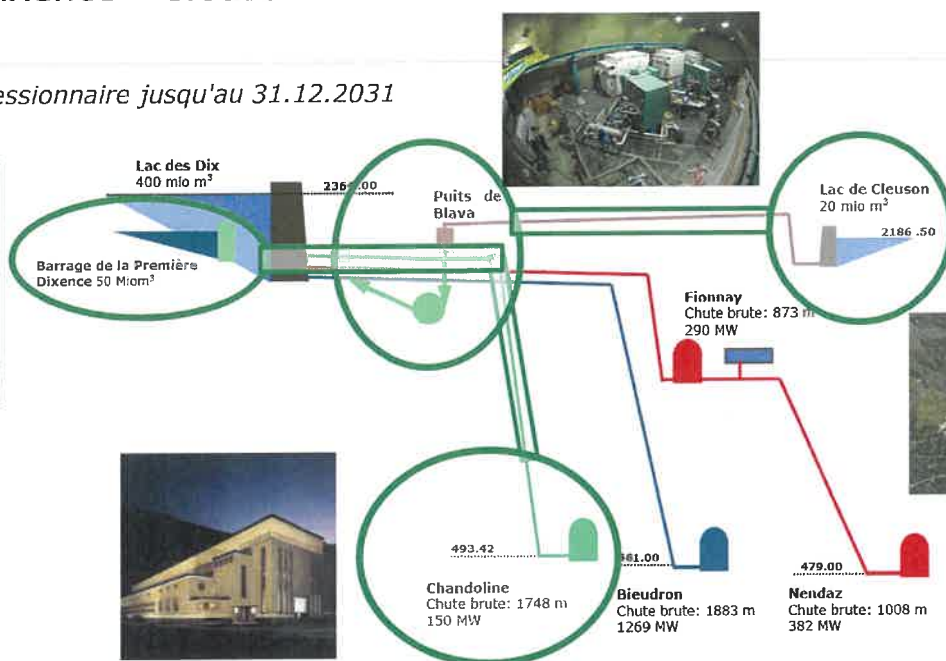 essionnaire jusqu'au 31.12.2031
Lac des Dix
400 mio m³
2364.00
Puits de
Blava
Lac de Cleuson
20 mio m³
2186.50
Barrage de la Première
Dixence 50 Miom³
Fionnay
Chute brute: 873 m
290 MW
493.42
Chandoline
Chute brute: 1748 m
150 MW
Bieudron
Chute brute: 1883 m
1269 MW
479.00
Nendaz
Chute brute: 1008 m
382 MW